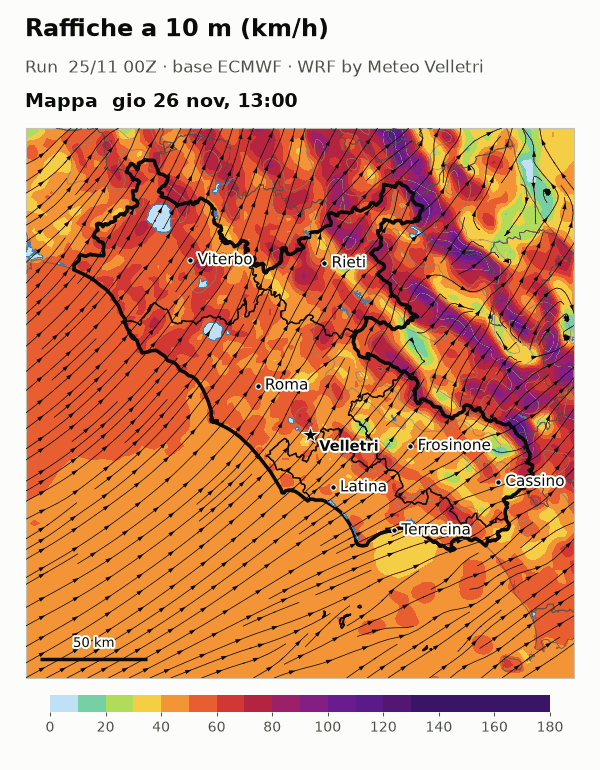 Raffiche a 10 m (km/h)
Run  25/11 00Z · base ECMWF · WRF by Meteo Velletri
Mappa  gio 26 nov, 13:00
Viterbo
Rieti
Roma
Velletri
Frosinone
Latina
Cassino
Terracina
50 km
0 20 40 60 80 100 120 140 160 180